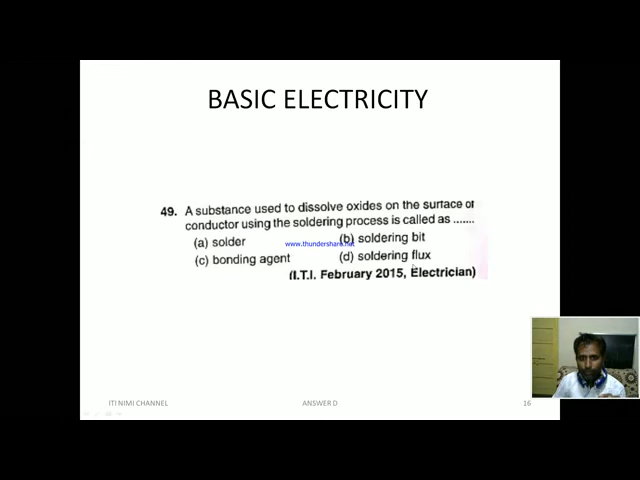 BASIC ELECTRICITY
49. A substance used to dissolve oxides on the surface of
conductor using the soldering process is called as .......
(a) solder (b) soldering bit
www.thundershare.net
(c) bonding agent (d) soldering flux
(I.T.I. February 2015, Electrician)
ITI NIMI CHANNEL ANSWER D 16